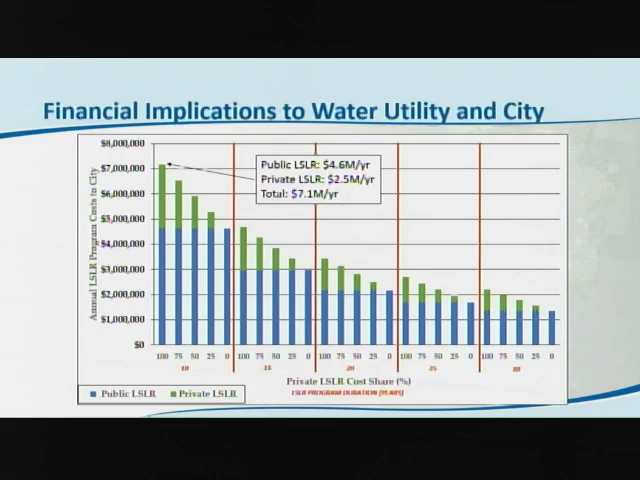 Financial Implications to Water Utility and City
$8,000,000
$7,000,000
$6,000,000
$5,000,000
$4,000,000
$3,000,000
$2,000,000
$1,000,000
$0
Annual LSLR Program Costs to City
Public LSLR: $4.6M/yr
Private LSLR: $2.5M/yr
Total: $7.1M/yr
100 75 50 25 0 100 75 50 25 0 100 75 50 25 0 100 75 50 25 0 100 75 50 25 0
10 15 20 25 30
Private LSLR Cost Share (%)
LSLR PROGRAM DURATION (YEARS)
Public LSLR Private LSLR